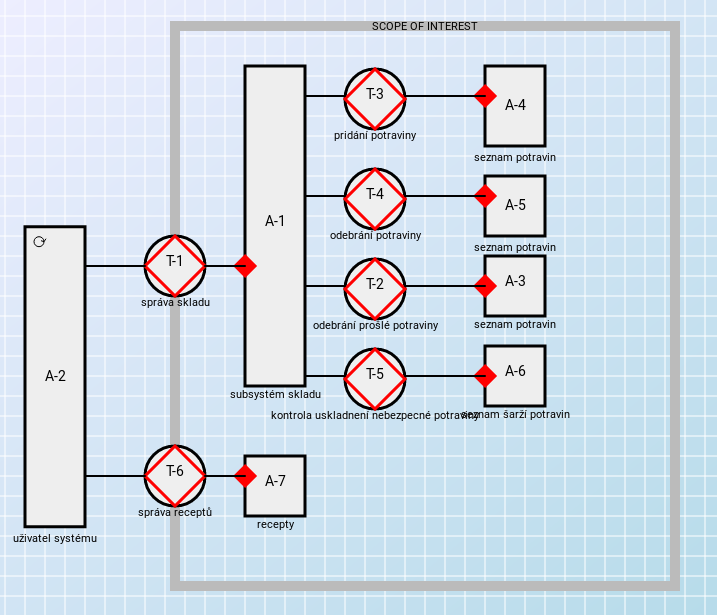 SCOPE OF INTEREST
T-3
A-4
pridání potraviny
seznam potravin
T-4
A-5
A-1
odebrání potraviny
seznam potravin
T-1
T-2
A-3
správa skladu
odebrání prošlé potraviny
seznam potravin
A-2
T-5
A-6
subsystém skladu
kontrola uskladnení nebezpecné potraviny
seznam šarží potravin
T-6
A-7
správa receptů
recepty
uživatel systému